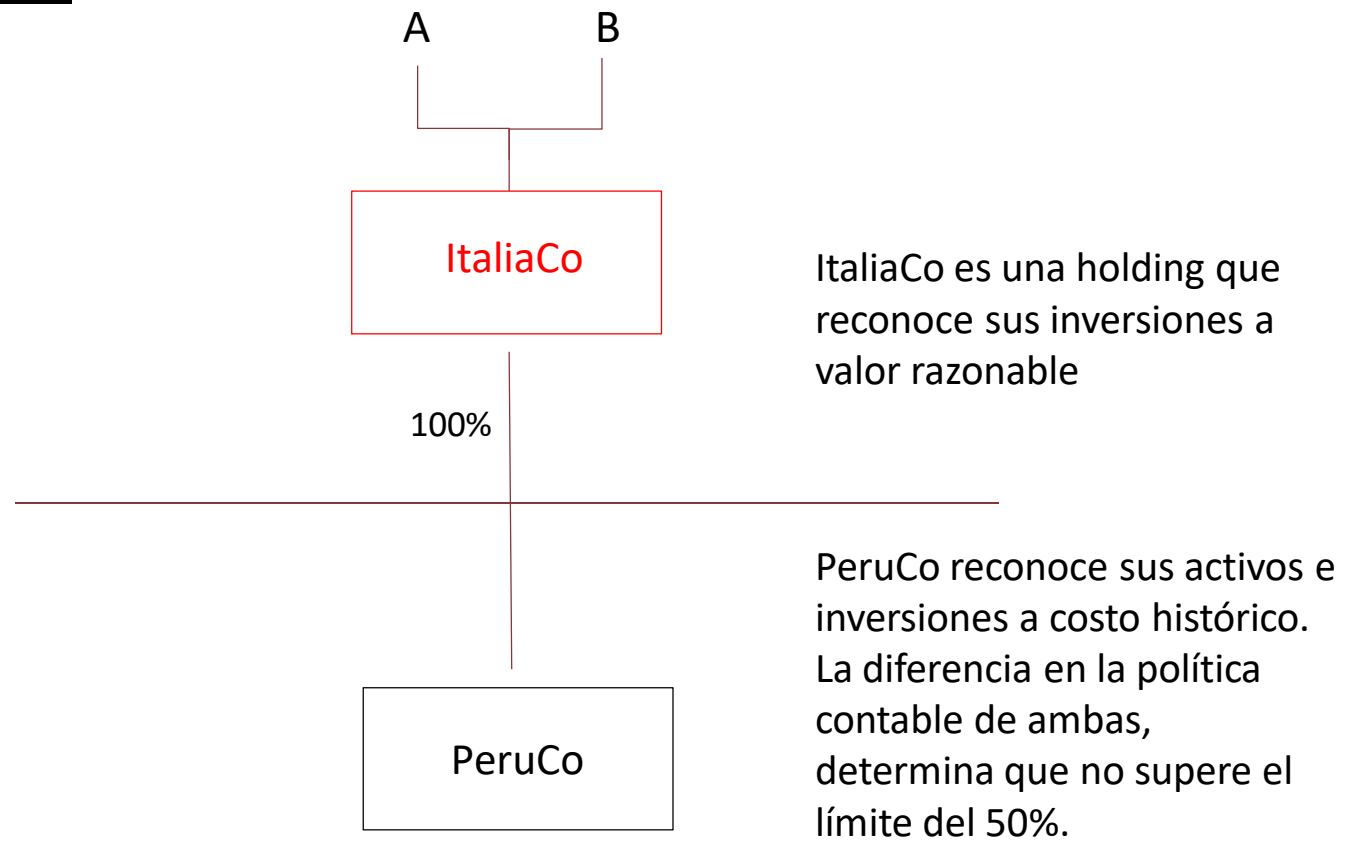 A B
ItaliaCo
ItaliaCo es una holding que
reconoce sus inversiones a
valor razonable
100%
PeruCo reconoce sus activos e
inversiones a costo histórico.
La diferencia en la política
contable de ambas,
determina que no supere el
límite del 50%.
PeruCo